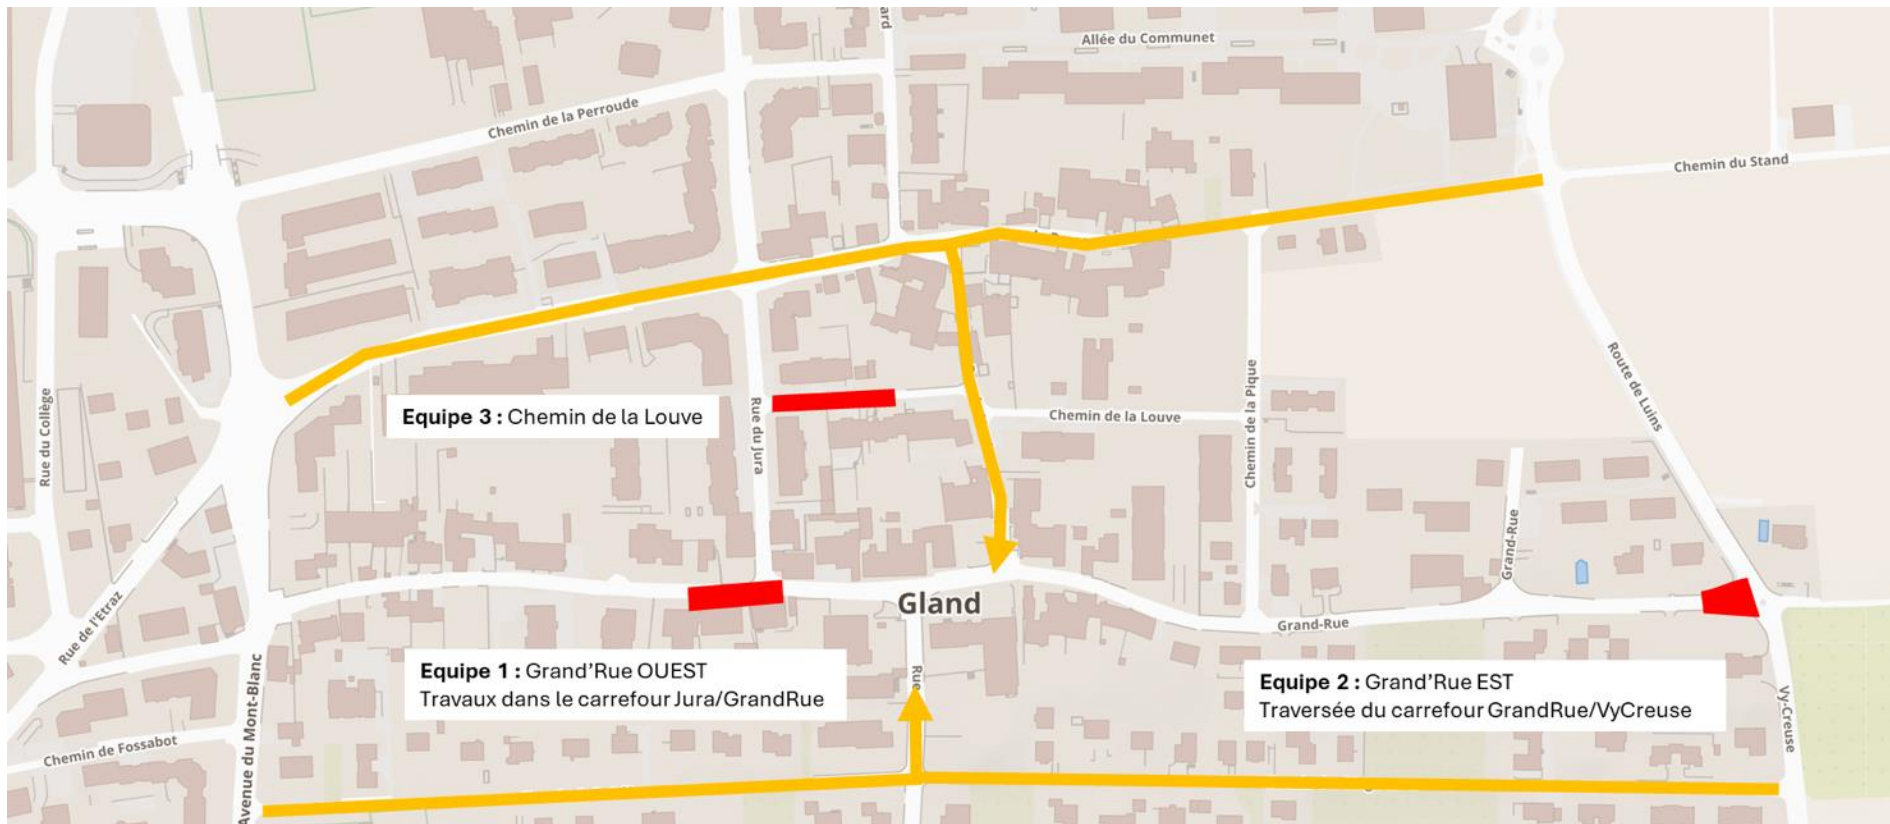 ard
Allée du Communet
Chemin de la Perroude
Chemin du Stand
Route de Luins
Rue du Collège
Equipe 3 : Chemin de la Louve
Rue du Jura
Chemin de la Louve
Chemin de la Pique
Grand-Rue
Rue de l'Etraz
Gland
Grand-Rue
Equipe 1 : Grand'Rue OUEST
Travaux dans le carrefour Jura/GrandRue
Rue
Equipe 2 : Grand'Rue EST
Traversée du carrefour GrandRue/VyCreuse
Avenue du Mont-Blanc
Vy-Creuse
Chemin de Fossabot